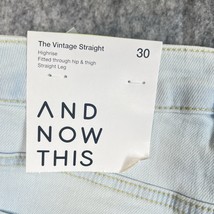 The Vintage Straight 30
Highrise
Fitted through hip & thigh
Straight Leg
AND
NOW
THIS